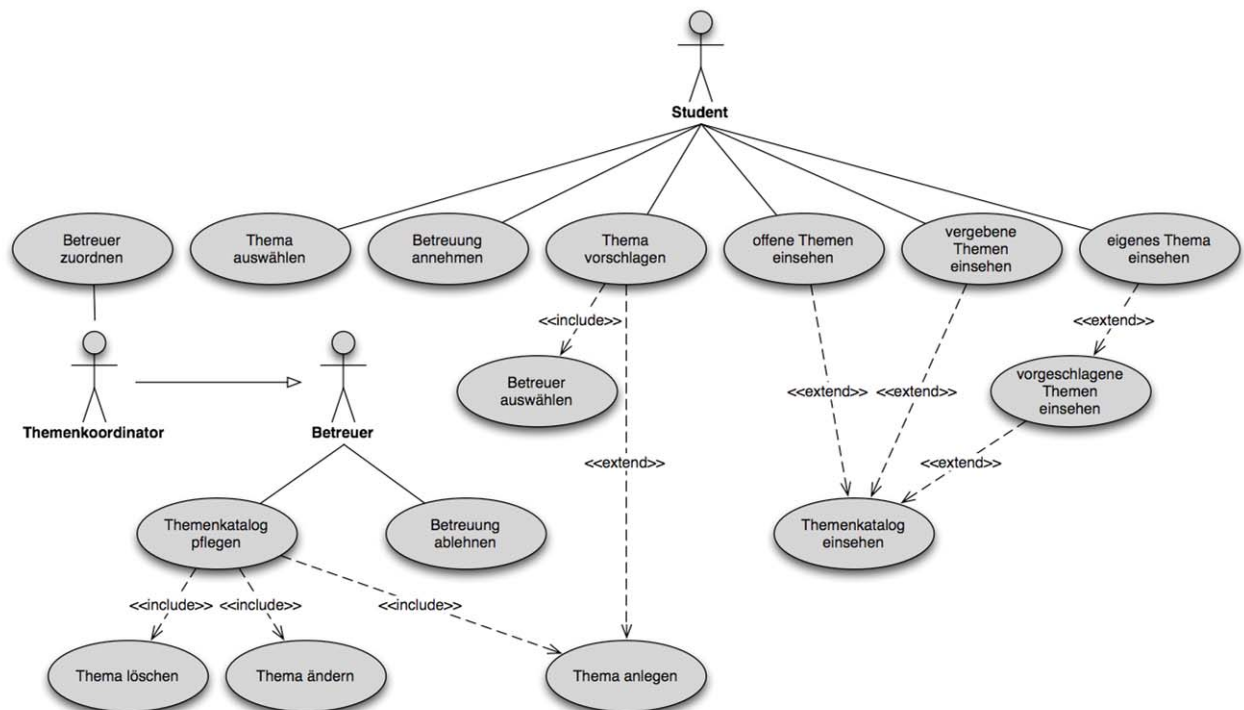 Student
Betreuer
zuordnen
Thema
auswählen
Betreuung
annehmen
Thema
vorschlagen
offene Themen
einsehen
vergebene
Themen
einsehen
eigenes Thema
einsehen
<<include>>
<<extend>>
Betreuer
auswählen
vorgeschlagene
Themen
einsehen
<<extend>>
<<extend>>
Themenkoordinator
Betreuer
<<extend>>
<<extend>>
Themenkatalog
pflegen
Betreuung
ablehnen
Themenkatalog
einsehen
<<include>>
<<include>>
<<include>>
Thema löschen
Thema ändern
Thema anlegen